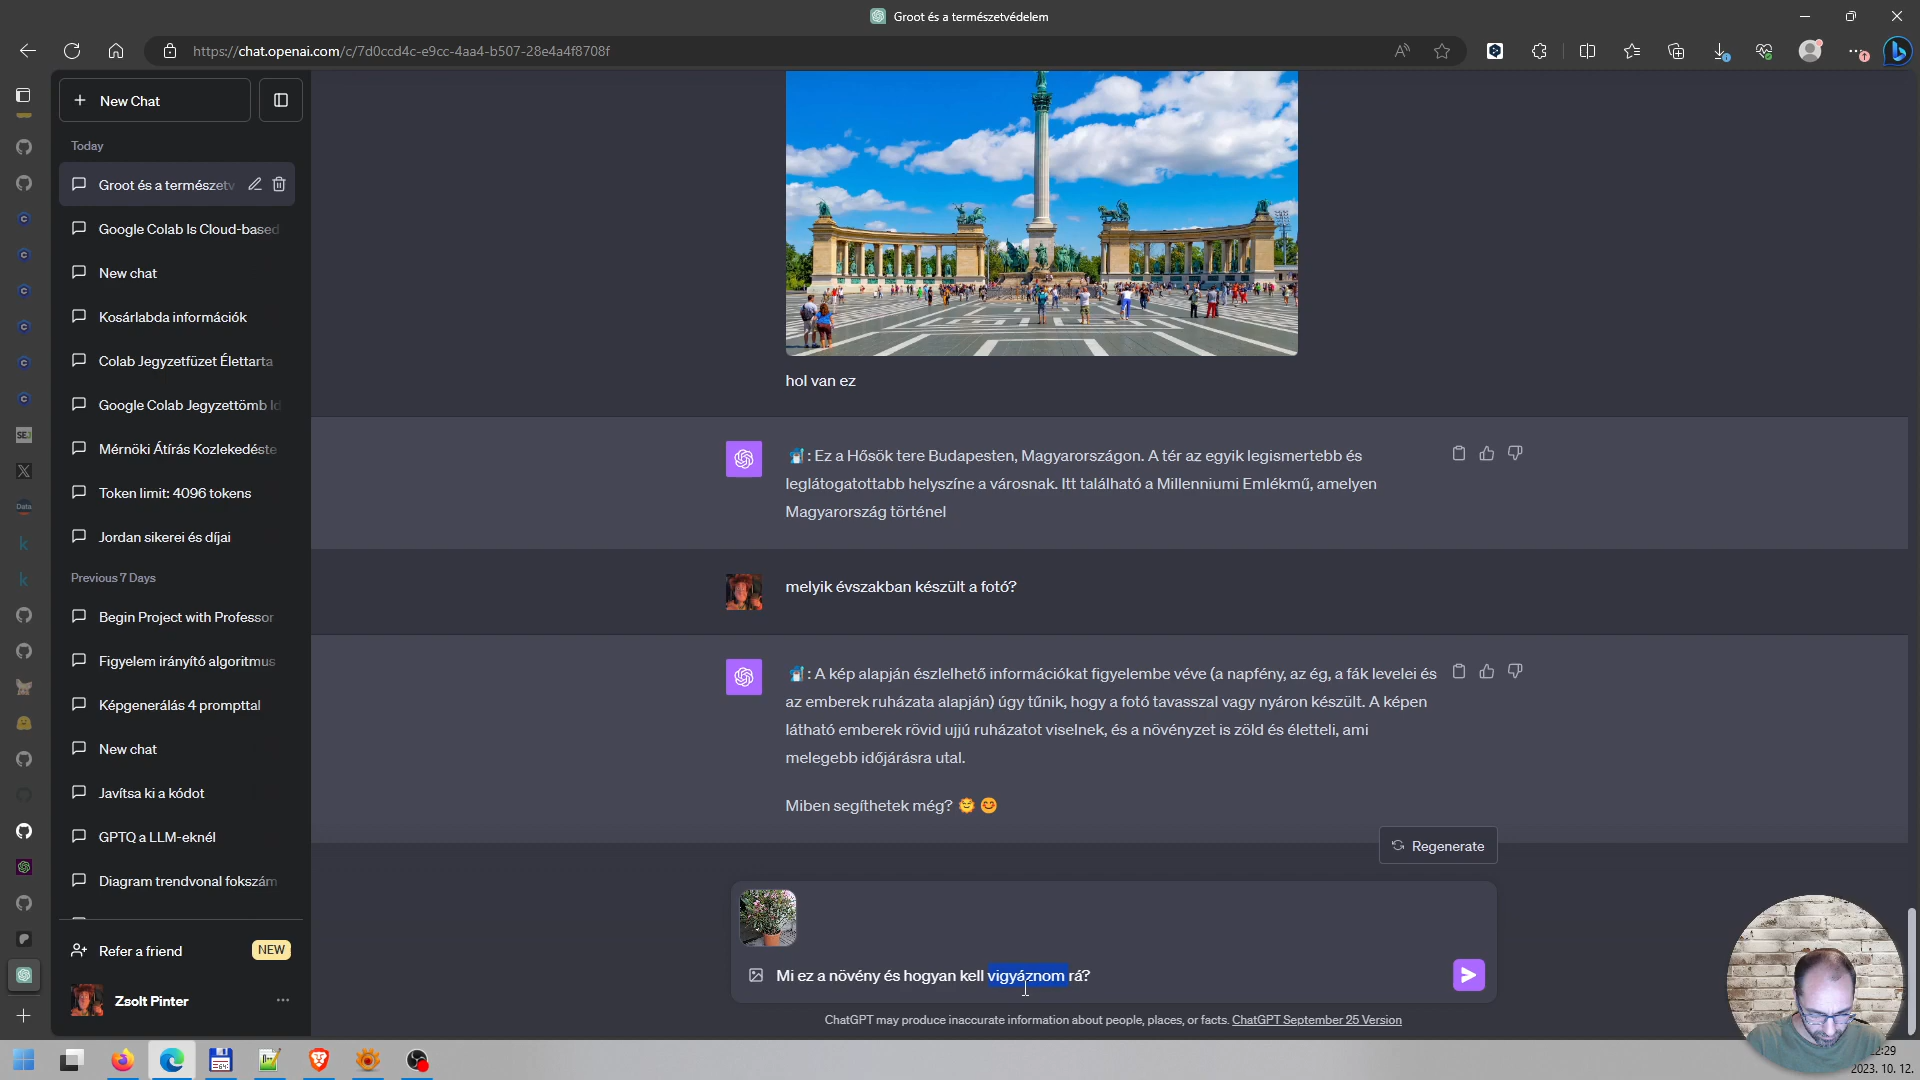 Groot és a természetvédelem
https://chat.openai.com/c/7d0ccd4c-e9cc-4aa4-b507-28e4a4f8708f
New Chat
Today
Groot és a természetv
Google Colab Is Cloud-based
New chat
Kosárlabda információk
Colab Jegyzetfüzet Élettarta
Google Colab Jegyzettömb Id
Mérnöki Átírás Kozlekedéste
Token limit: 4096 tokens
Jordan sikerei és díjai
Previous 7 Days
Begin Project with Professor
Figyelem irányító algoritmus
Képgenerálás 4 prompttal
New chat
Javítsa ki a kódot
GPTQ a LLM-eknél
Diagram trendvonal fokszám
Refer a friend
NEW
Zsolt Pinter
hol van ez
: Ez a Hősök tere Budapesten, Magyarországon. A tér az egyik legismertebb és
leglátogatottabb helyszíne a városnak. Itt található a Millenniumi Emlékmű, amelyen
Magyarország történel
melyik évszakban készült a fotó?
: A kép alapján észlelhető információkat figyelembe véve (a napfény, az ég, a fák levelei és
az emberek ruházata alapján) úgy tűnik, hogy a fotó tavasszal vagy nyáron készült. A képen
látható emberek rövid ujjú ruházatot viselnek, és a növényzet is zöld és életteli, ami
melegebb időjárásra utal.
Miben segíthetek még? 🌞 😊
Regenerate
Mi ez a növény és hogyan kell vigyáznom rá?
ChatGPT may produce inaccurate information about people, places, or facts. ChatGPT September 25 Version
2:29
2023. 10. 12.